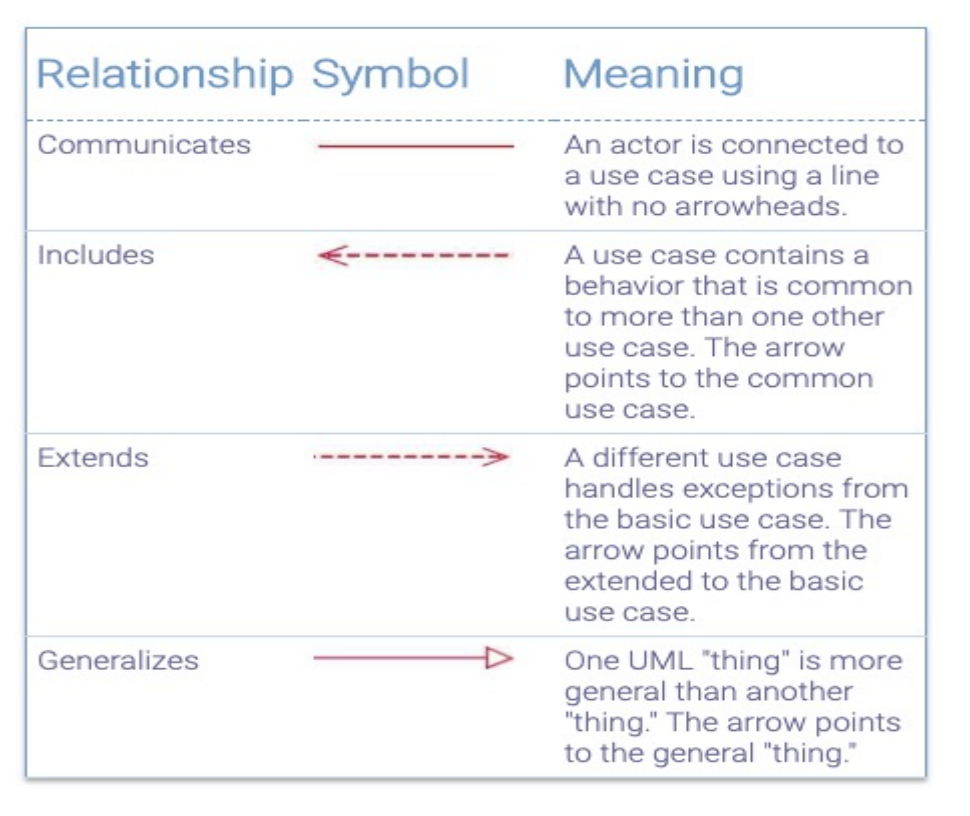 Relationship Symbol Meaning
Communicates
An actor is connected to
a use case using a line
with no arrowheads.
Includes
A use case contains a
behavior that is common
to more than one other
use case. The arrow
points to the common
use case.
Extends
A different use case
handles exceptions from
the basic use case. The
arrow points from the
extended to the basic
use case.
Generalizes
One UML "thing" is more
general than another
"thing." The arrow points
to the general "thing."